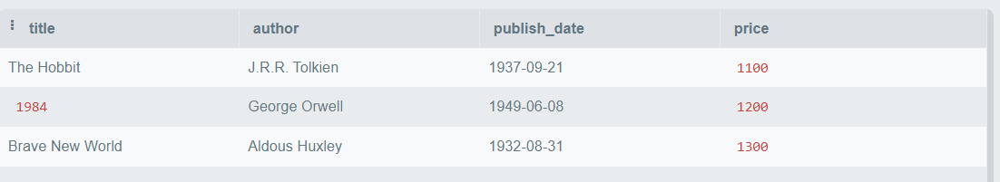 title author publish_date price
The Hobbit J.R.R. Tolkien 1937-09-21 1100
1984 George Orwell 1949-06-08 1200
Brave New World Aldous Huxley 1932-08-31 1300